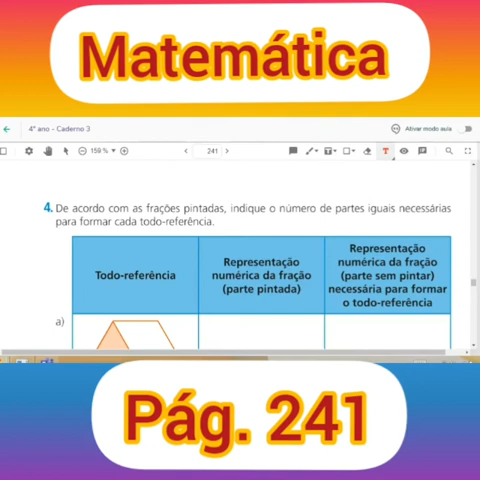 Matemática
4º ano - Caderno 3
Ativar modo aula
159 %
241
4. De acordo com as frações pintadas, indique o número de partes iguais necessárias
para formar cada todo-referência.
Todo-referência
Representação
numérica da fração
(parte pintada)
Representação
numérica da fração
(parte sem pintar)
necessária para formar
o todo-referência
a)
Pág. 241